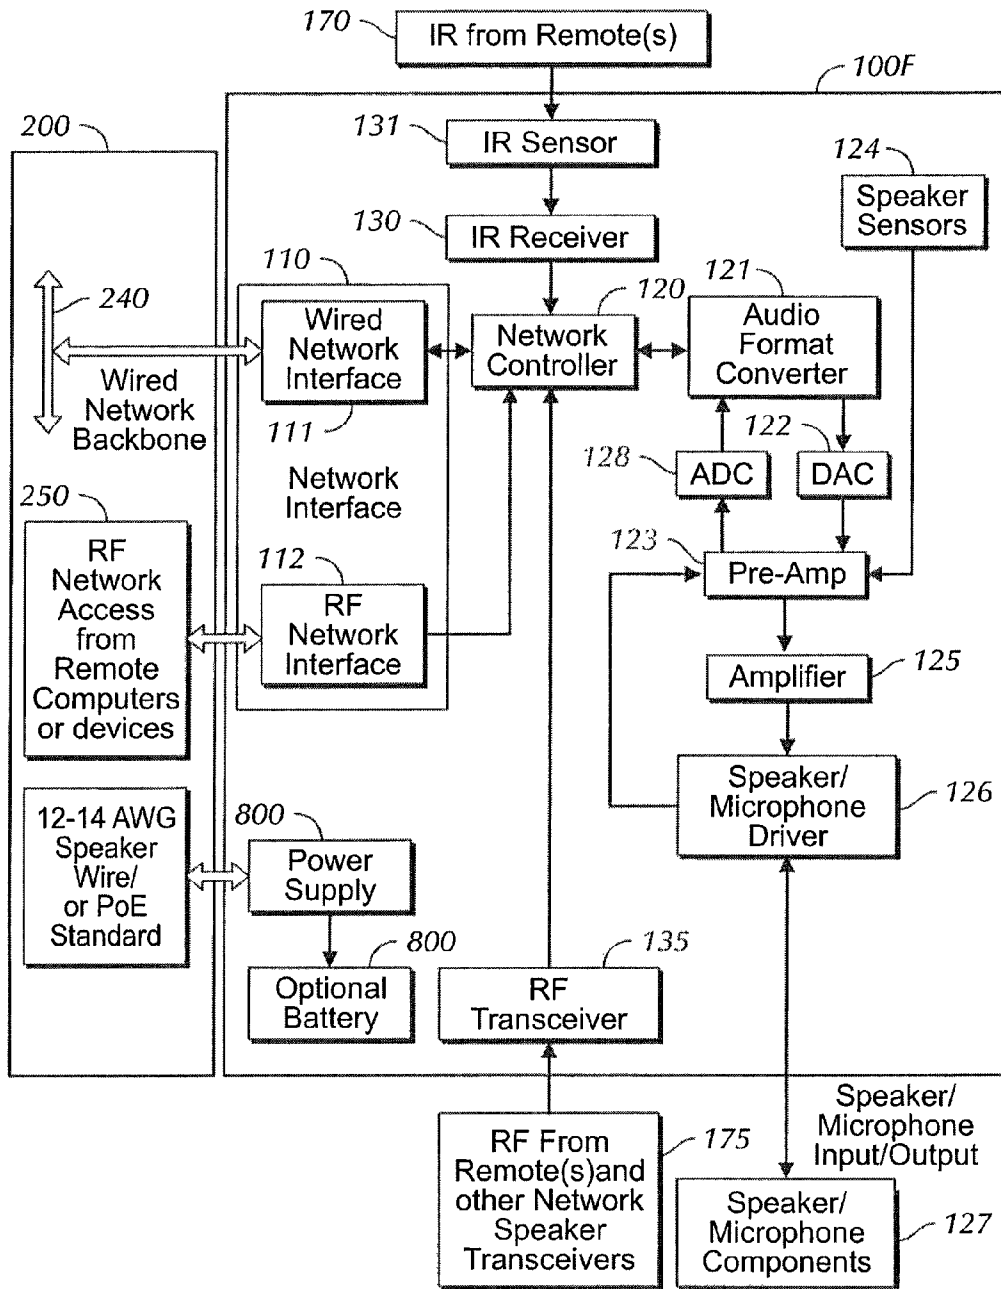 170
IR from Remote(s)
100F
200
131
IR Sensor
124
Speaker
Sensors
130
IR Receiver
240
110
120
121
Wired
Network
Interface
Network
Controller
Audio
Format
Converter
Wired
Network
Backbone
111
Network
Interface
128
ADC
122
DAC
250
RF
Network
Access
from
Remote
Computers
or devices
112
RF
Network
Interface
123
Pre-Amp
Amplifier
125
Speaker/
Microphone
Driver
126
12-14 AWG
Speaker
Wire/
or PoE
Standard
800
Power
Supply
800
Optional
Battery
135
RF
Transceiver
Speaker/
Microphone
Input/Output
RF From
Remote(s)and
other Network
Speaker
Transceivers
175
Speaker/
Microphone
Components
127